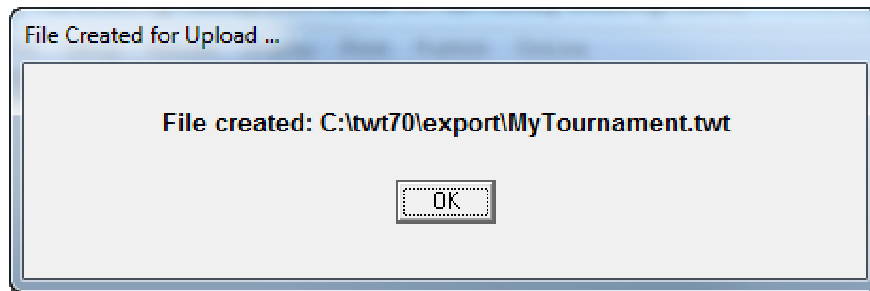 File Created for Upload ...
File created: C:\twt70\export\MyTournament.twt
OK